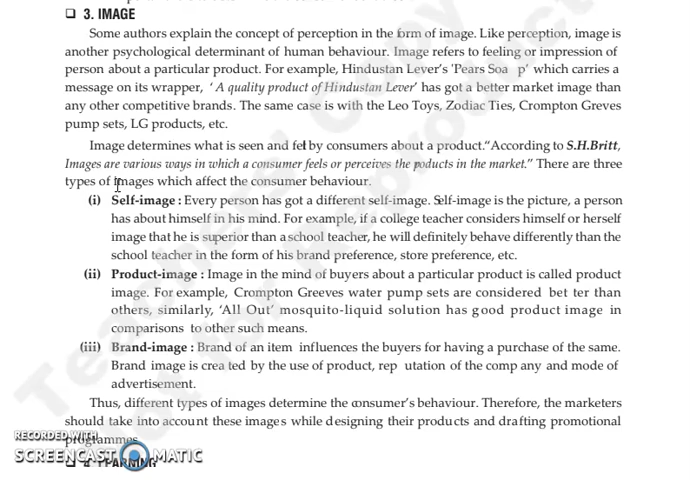 ❑ 3. IMAGE
Some authors explain the concept of perception in the form of image. Like perception, image is
another psychological determinant of human behaviour. Image refers to feeling or impression of
person about a particular product. For example, Hindustan Lever's 'Pears Soa p' which carries a
message on its wrapper, ' A quality product of Hindustan Lever' has got a better market image than
any other competitive brands. The same case is with the Leo Toys, Zodiac Ties, Crompton Greves
pump sets, LG products, etc.
Image determines what is seen and felt by consumers about a product."According to S.H.Britt,
Images are various ways in which a consumer feels or perceives the products in the market." There are three
types of images which affect the consumer behaviour.
(i) Self-image : Every person has got a different self-image. Self-image is the picture, a person
has about himself in his mind. For example, if a college teacher considers himself or herself
image that he is superior than a school teacher, he will definitely behave differently than the
school teacher in the form of his brand preference, store preference, etc.
(ii) Product-image : Image in the mind of buyers about a particular product is called product
image. For example, Crompton Greeves water pump sets are considered bet ter than
others, similarly, 'All Out' mosquito-liquid solution has good product image in
comparisons to other such means.
(iii) Brand-image : Brand of an item influences the buyers for having a purchase of the same.
Brand image is crea ted by the use of product, rep utation of the comp any and mode of
advertisement.
Thus, different types of images determine the consumer's behaviour. Therefore, the marketers
should take into account these images while designing their products and drafting promotional
programmes
RECORDED WITH
SCREENCAST MATIC
❑ 4. LEARNING